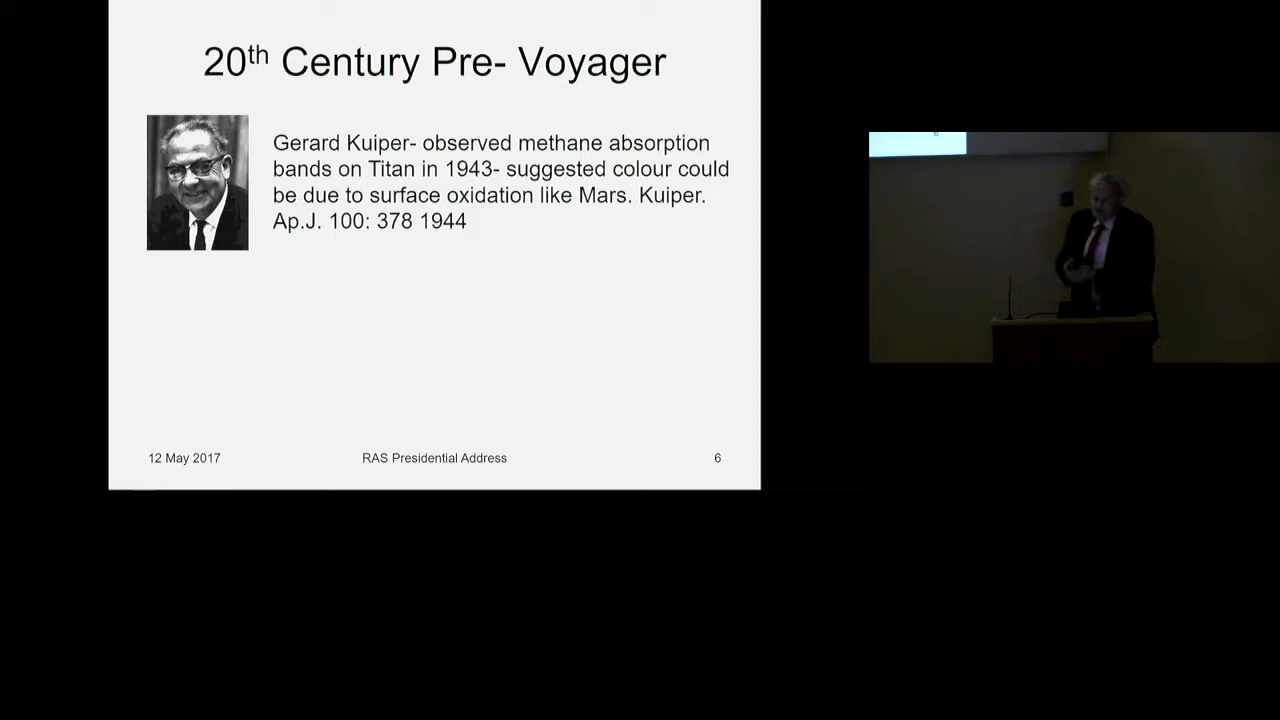 20th Century Pre- Voyager
Gerard Kuiper- observed methane absorption
bands on Titan in 1943- suggested colour could
be due to surface oxidation like Mars. Kuiper.
Ap.J. 100: 378 1944
12 May 2017 RAS Presidential Address 6
6